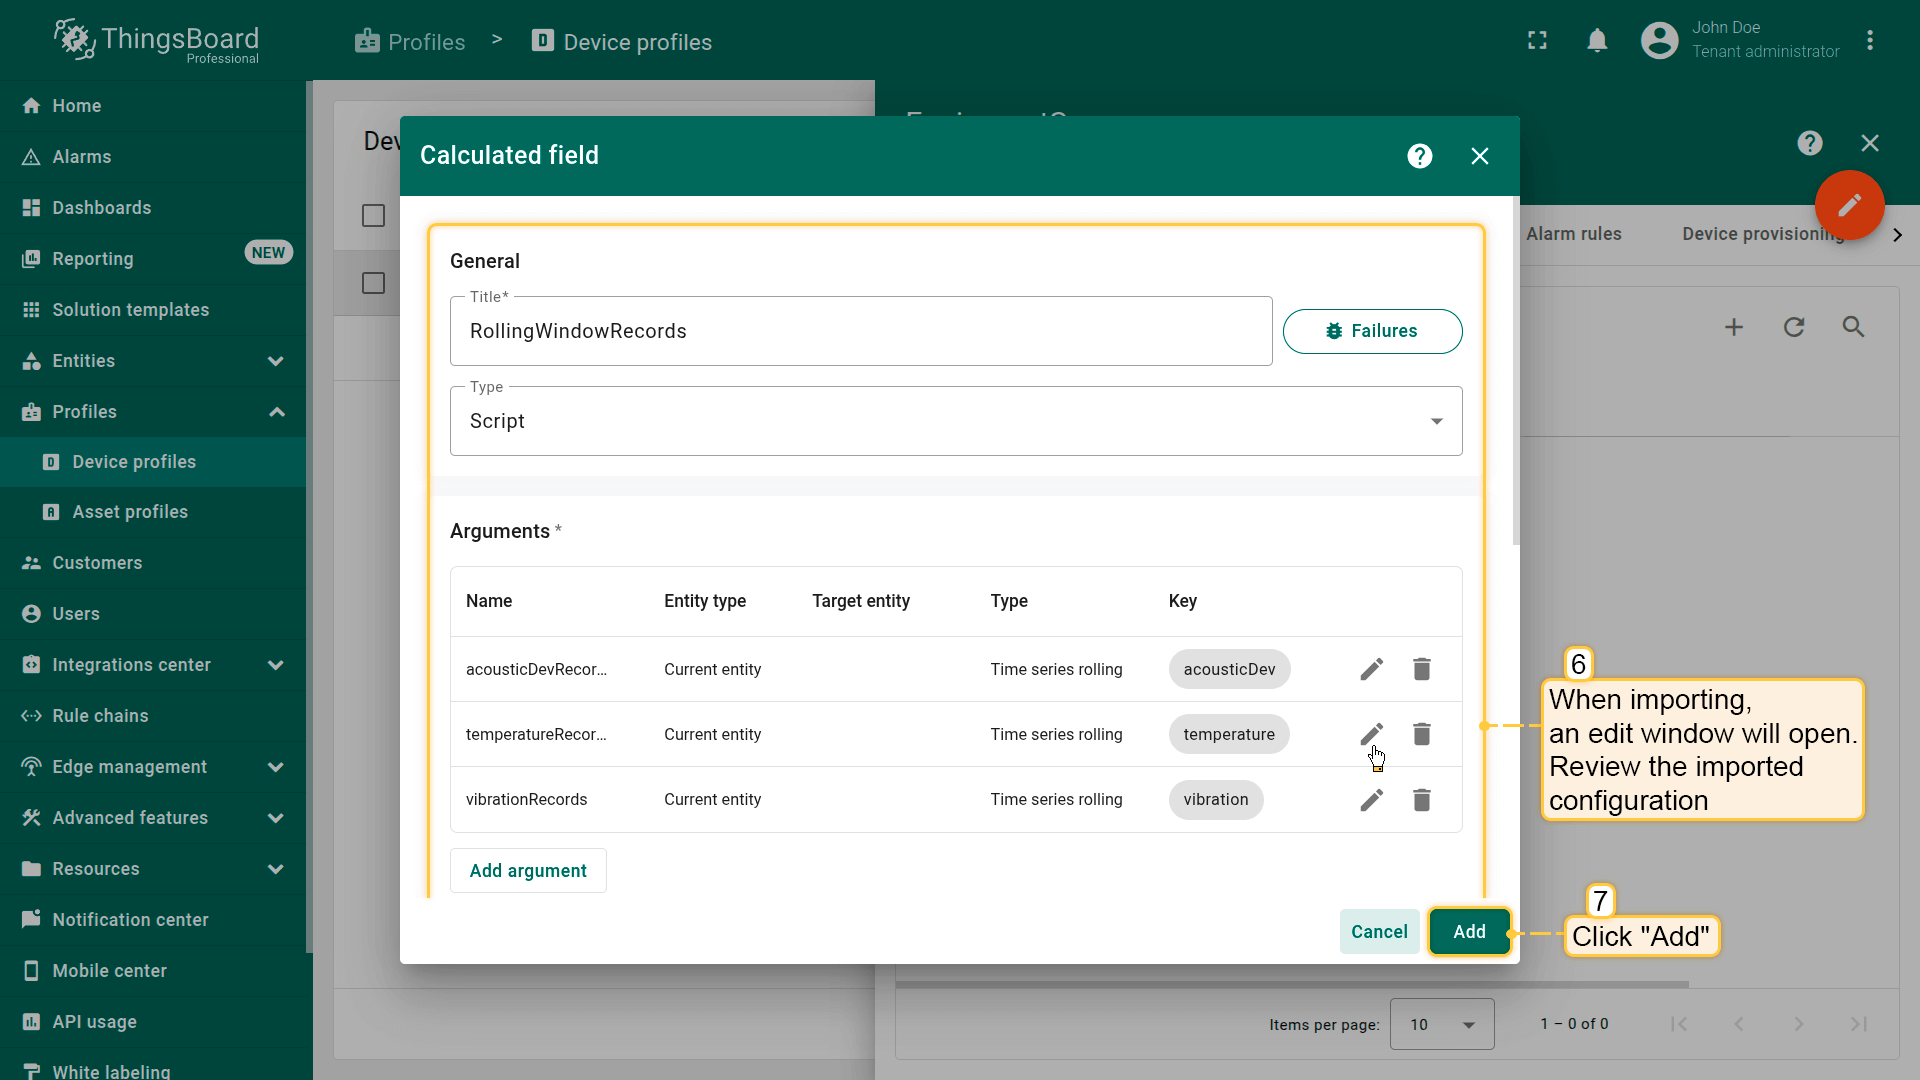 ThingsBoard
Professional
Profiles > Device profiles
John Doe
Tenant administrator
Home
Alarms
Dashboards
Reporting NEW
Solution templates
Entities
Profiles
Device profiles
Asset profiles
Customers
Users
Integrations center
Rule chains
Edge management
Advanced features
Resources
Notification center
Mobile center
API usage
White labeling
Alarm rules
Device provisioning
Calculated field
General
Title*
RollingWindowRecords
Failures
Type
Script
Arguments *
Name Entity type Target entity Type Key
acousticDevRecor... Current entity Time series rolling acousticDev
temperatureRecor... Current entity Time series rolling temperature
vibrationRecords Current entity Time series rolling vibration
Add argument
Cancel Add
6
When importing,
an edit window will open.
Review the imported
configuration
7
Click "Add"
Items per page: 10 1 – 0 of 0